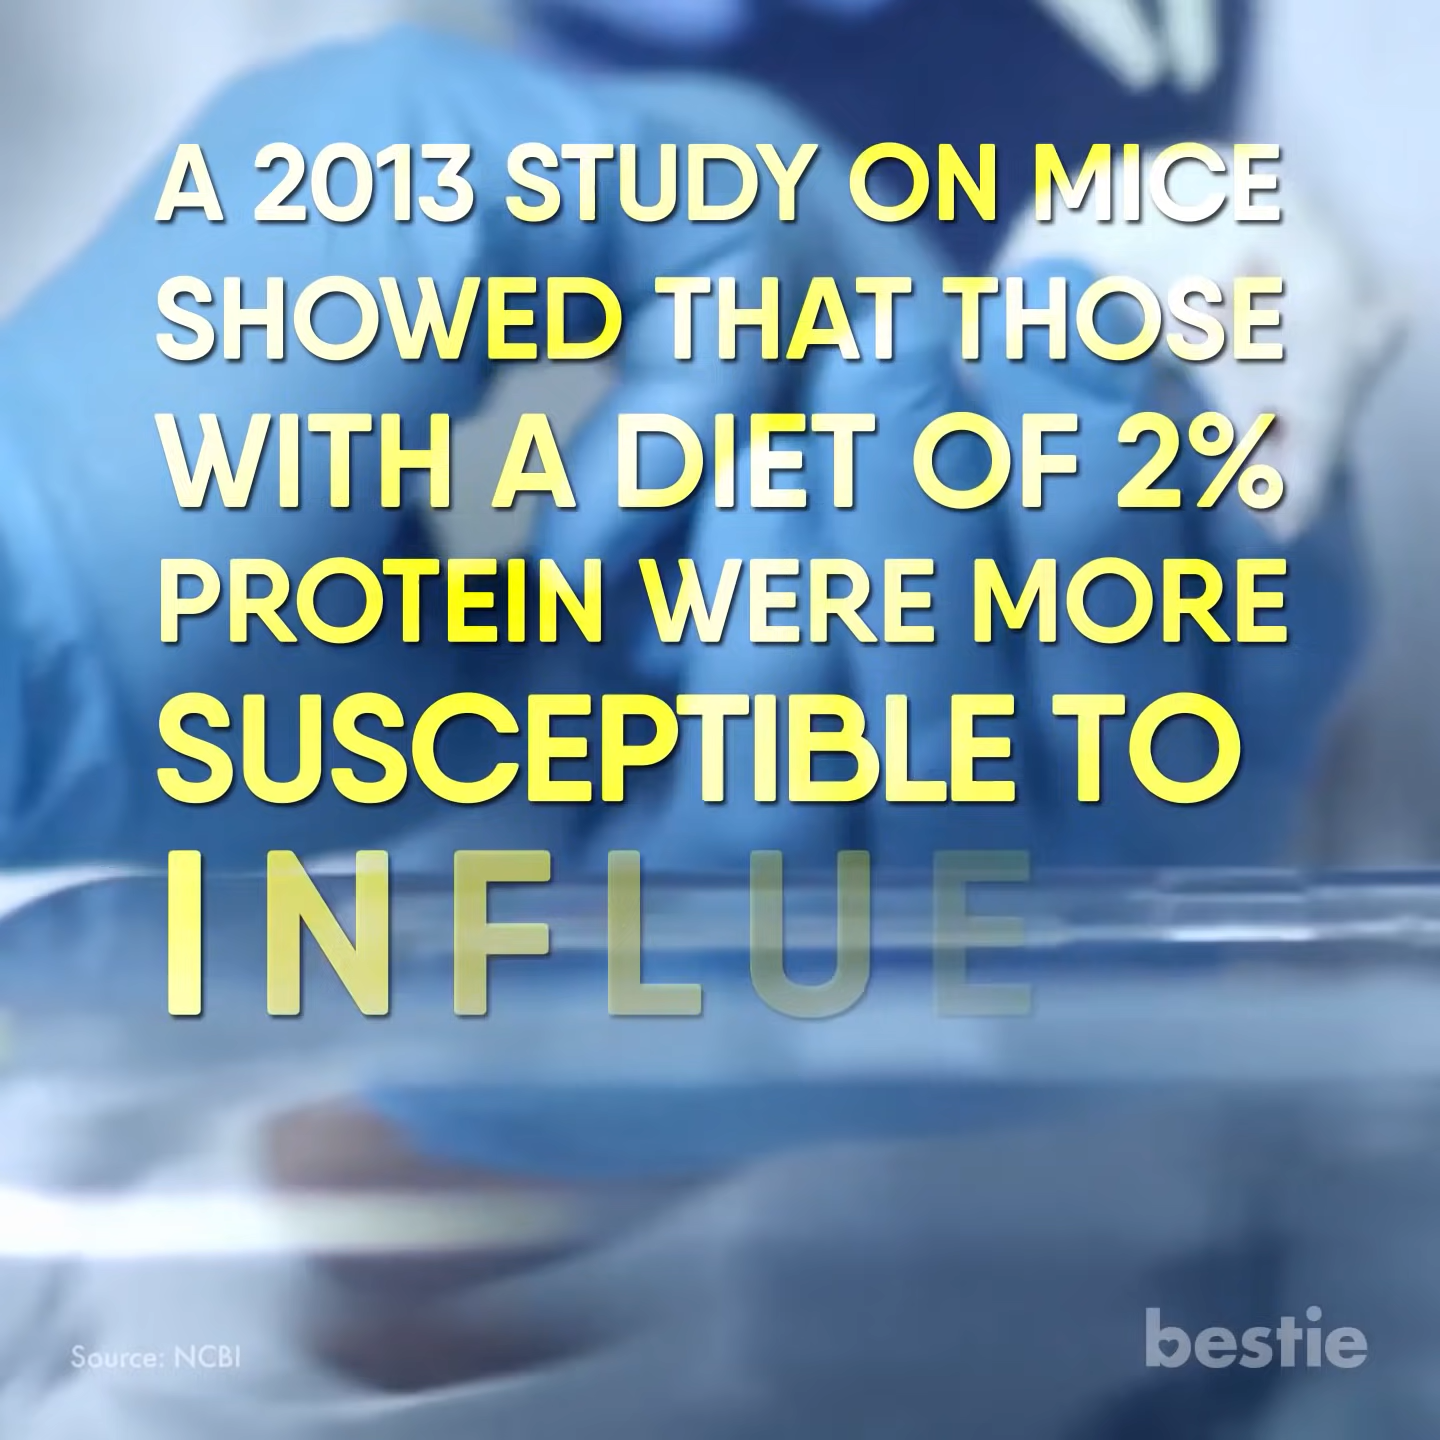 A 2013 STUDY ON MICE
SHOWED THAT THOSE
WITH A DIET OF 2%
PROTEIN WERE MORE
SUSCEPTIBLE TO
INFLUE
Source: NCBI
bestie